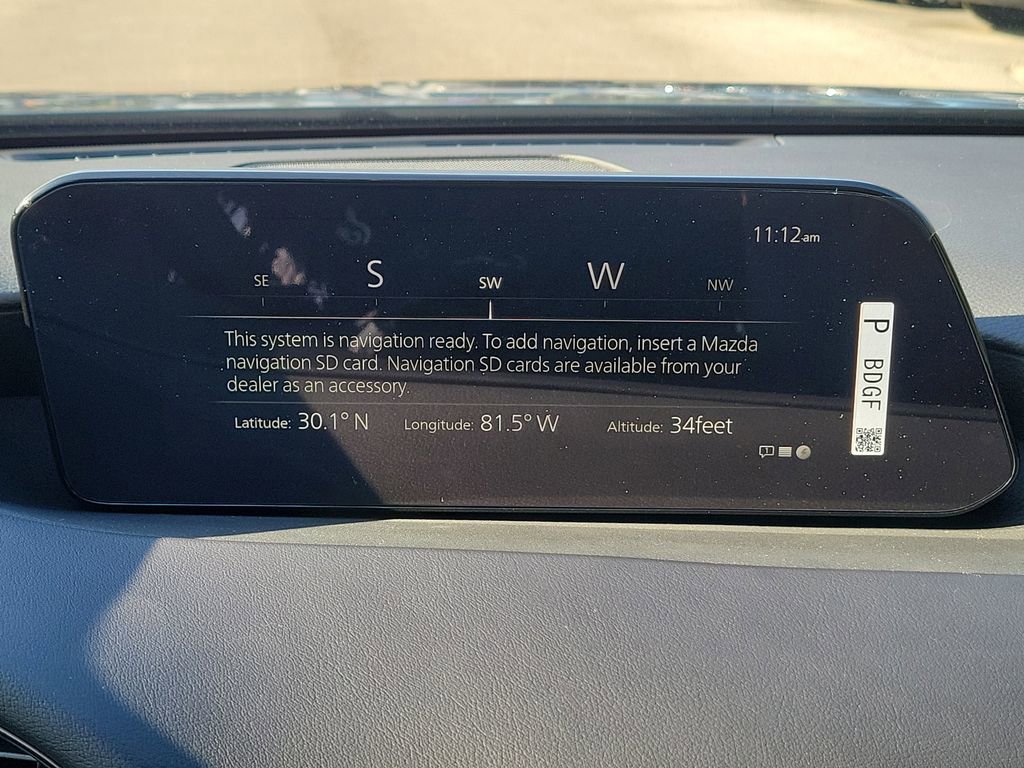 11:12am
SE S SW W NW
This system is navigation ready. To add navigation, insert a Mazda
navigation SD card. Navigation SD cards are available from your
dealer as an accessory.
Latitude: 30.1° N Longitude: 81.5° W Altitude: 34feet
1
P BDGF